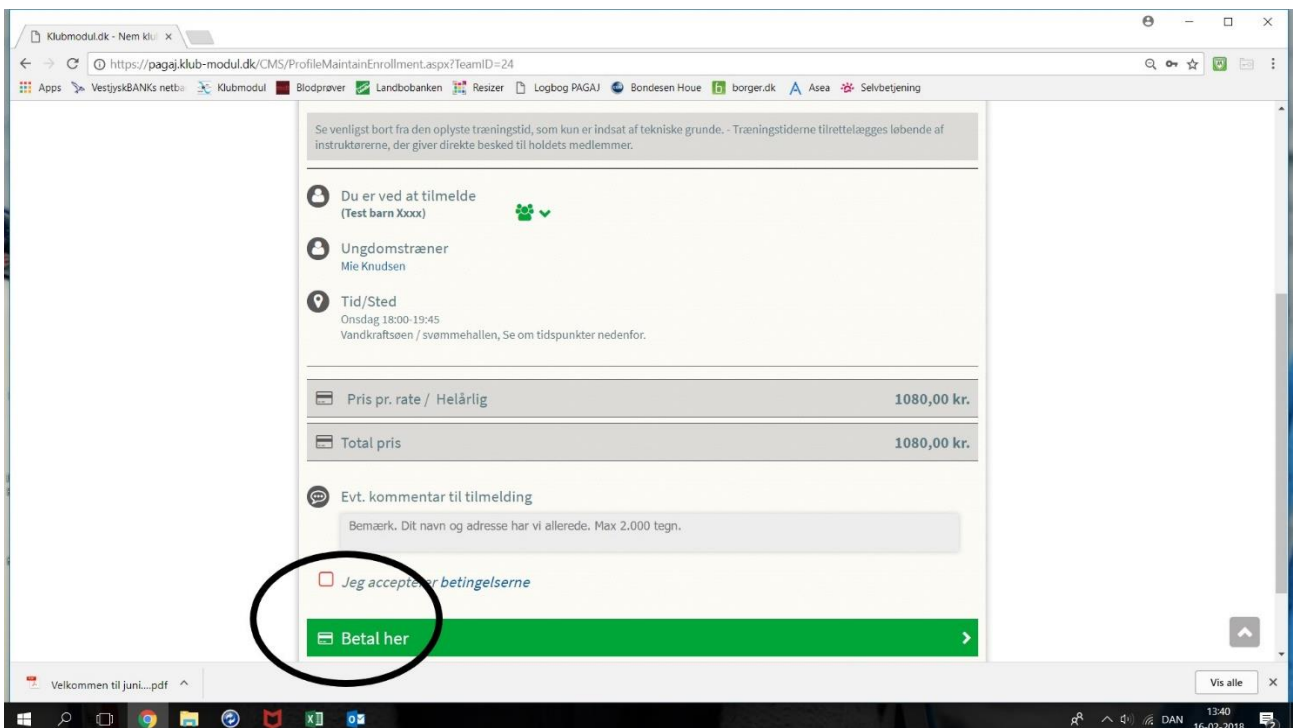 Klubmodul.dk - Nem klu
https://pagaj.klub-modul.dk/CMS/ProfileMaintainEnrollment.aspx?TeamID=24
Apps VestjyskBANKs netba Klubmodul Blodprøver Landbobanken Resizer Logbog PAGAJ Bondesen Houe borger.dk Asea Selvbetjening
Se venligst bort fra den oplyste træningstid, som kun er indsat af tekniske grunde. - Træningstiderne tilrettelægges løbende af
instruktørerne, der giver direkte besked til holdets medlemmer.
Du er ved at tilmelde
(Test barn Xxxx)
Ungdomstræner
Mie Knudsen
Tid/Sted
Onsdag 18:00-19:45
Vandkraftsøen / svømmehallen, Se om tidspunkter nedenfor.
Pris pr. rate / Helårlig 1080,00 kr.
Total pris 1080,00 kr.
Evt. kommentar til tilmelding
Bemærk. Dit navn og adresse har vi allerede. Max 2.000 tegn.
Jeg accepterer betingelserne
Betal her
Velkommen til juni....pdf Vis alle
DAN 13:40
16-02-2018